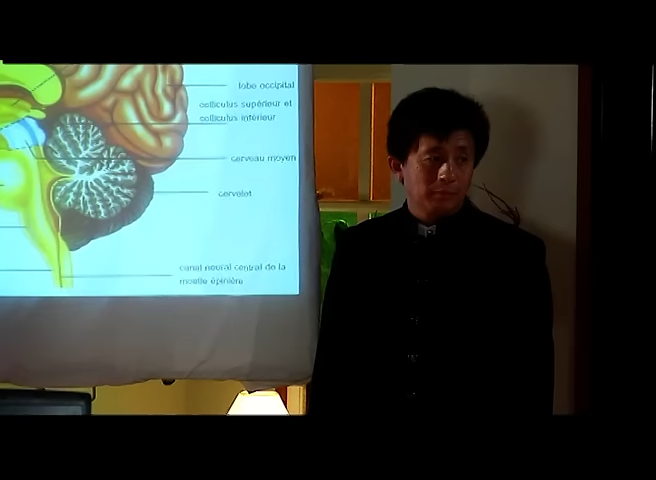 lobe occipital
colliculus supérieur et
colliculus inférieur
cerveau moyen
cervelet
canal neural central de la
moelle épinière